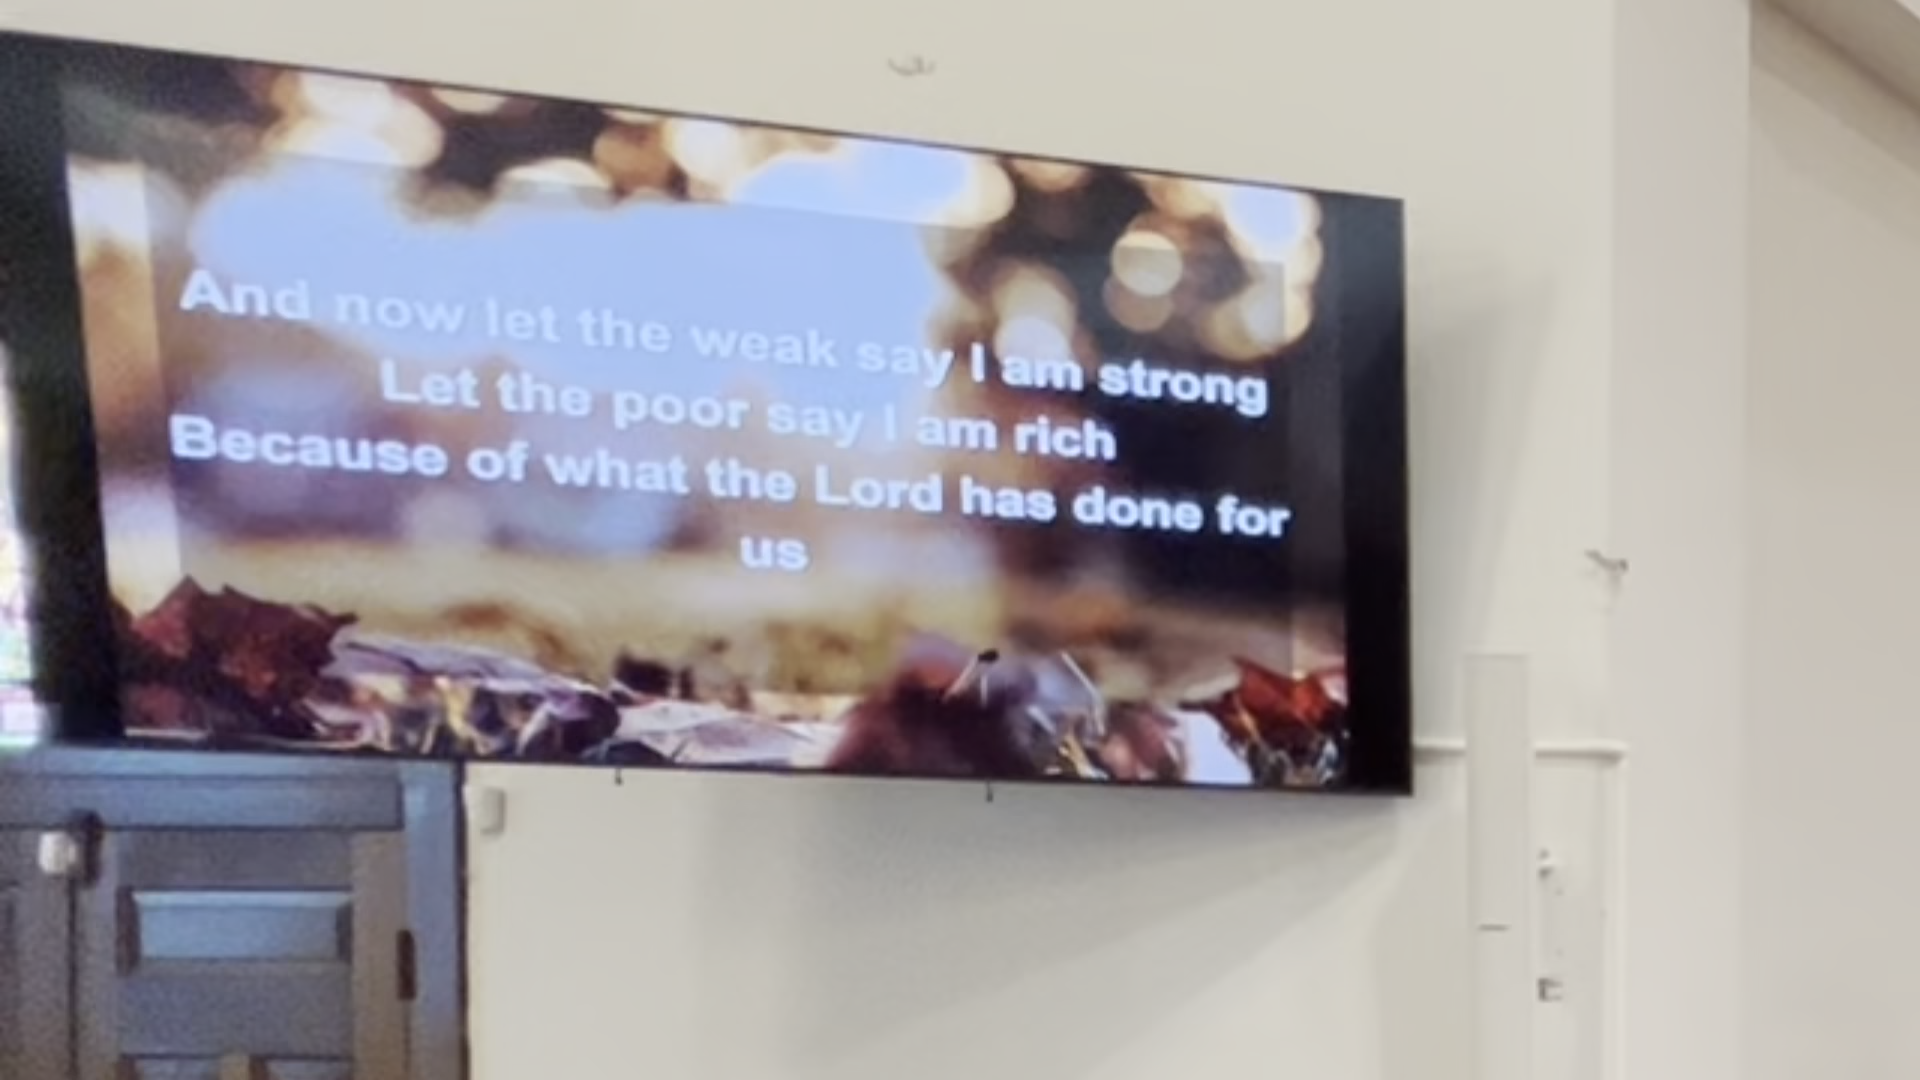 And now let the weak say I am strong
Let the poor say I am rich
Because of what the Lord has done for
us